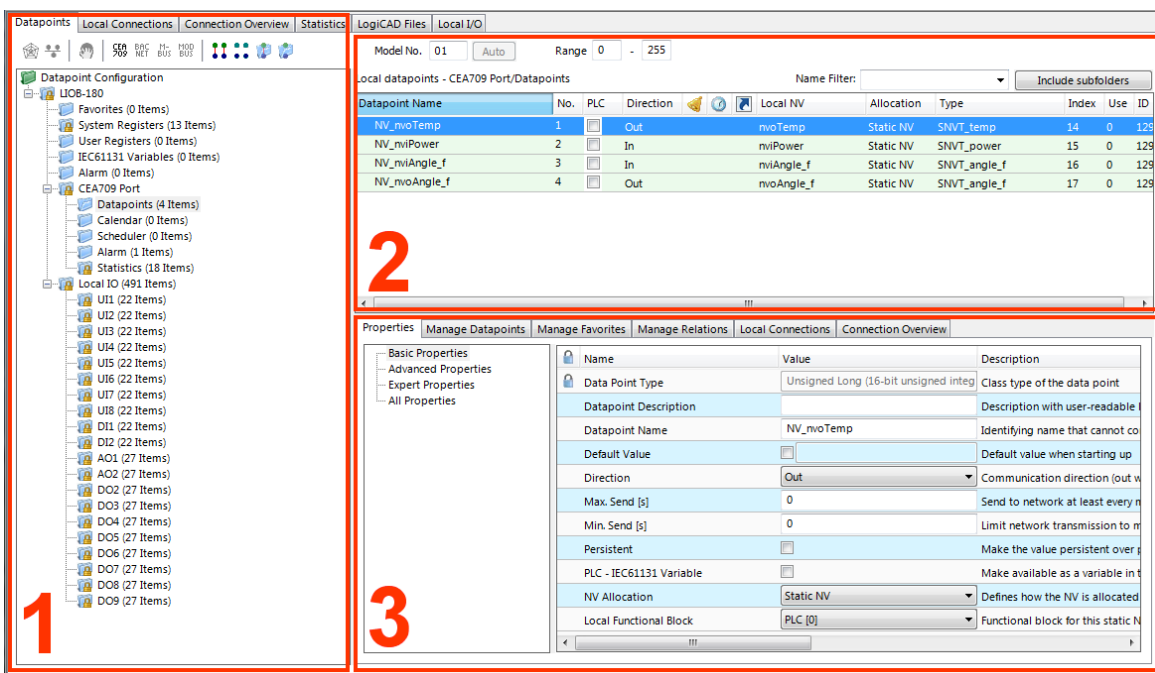 Datapoints Local Connections Connection Overview Statistics LogiCAD Files Local I/O
CEA 709 BAC NET M- BUS MOD BUS
Datapoint Configuration
LIOB-180
Favorites (0 Items)
System Registers (13 Items)
User Registers (0 Items)
IEC61131 Variables (0 Items)
Alarm (0 Items)
CEA709 Port
Datapoints (4 Items)
Calendar (0 Items)
Scheduler (0 Items)
Alarm (1 Items)
Statistics (18 Items)
Local IO (491 Items)
UI1 (22 Items)
UI2 (22 Items)
UI3 (22 Items)
UI4 (22 Items)
UI5 (22 Items)
UI6 (22 Items)
UI7 (22 Items)
UI8 (22 Items)
DI1 (22 Items)
DI2 (22 Items)
AO1 (27 Items)
AO2 (27 Items)
DO2 (27 Items)
DO3 (27 Items)
DO4 (27 Items)
DO5 (27 Items)
DO6 (27 Items)
DO7 (27 Items)
DO8 (27 Items)
DO9 (27 Items)
1
Model No. 01 Auto Range 0 - 255
Local datapoints - CEA709 Port/Datapoints Name Filter: Include subfolders
Datapoint Name No. PLC Direction Local NV Allocation Type Index Use ID
NV_nvoTemp 1 Out nvoTemp Static NV SNVT_temp 14 0 129
NV_nviPower 2 In nviPower Static NV SNVT_power 15 0 129
NV_nviAngle_f 3 In nviAngle_f Static NV SNVT_angle_f 16 0 129
NV_nvoAngle_f 4 Out nvoAngle_f Static NV SNVT_angle_f 17 0 129
2
Properties Manage Datapoints Manage Favorites Manage Relations Local Connections Connection Overview
Basic Properties
Advanced Properties
Expert Properties
All Properties
Name Value Description
Data Point Type Unsigned Long (16-bit unsigned integ Class type of the data point
Datapoint Description Description with user-readable
Datapoint Name NV_nvoTemp Identifying name that cannot co
Default Value Default value when starting up
Direction Out Communication direction (out w
Max. Send [s] 0 Send to network at least every
Min. Send [s] 0 Limit network transmission to
Persistent Make the value persistent over
PLC - IEC61131 Variable Make available as a variable in t
NV Allocation Static NV Defines how the NV is allocated
Local Functional Block PLC [0] Functional block for this static N
3